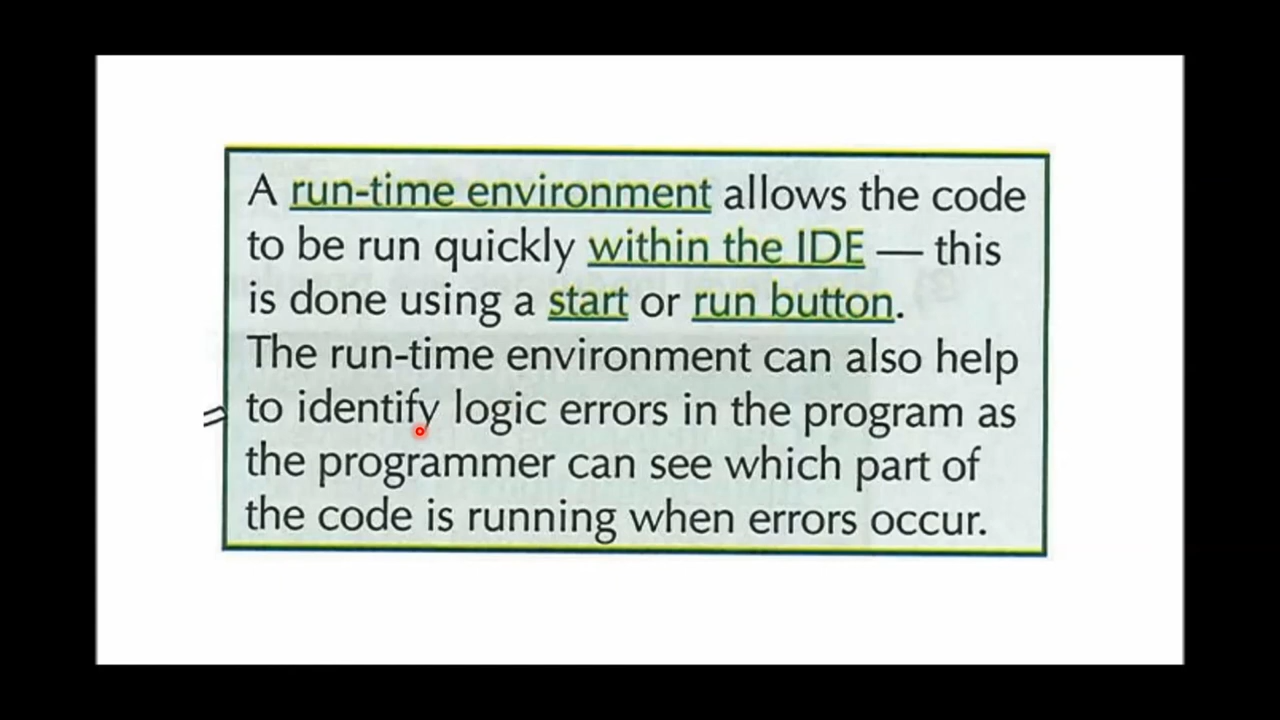 A run-time environment allows the code
to be run quickly within the IDE — this
is done using a start or run button.
The run-time environment can also help
to identify logic errors in the program as
the programmer can see which part of
the code is running when errors occur.